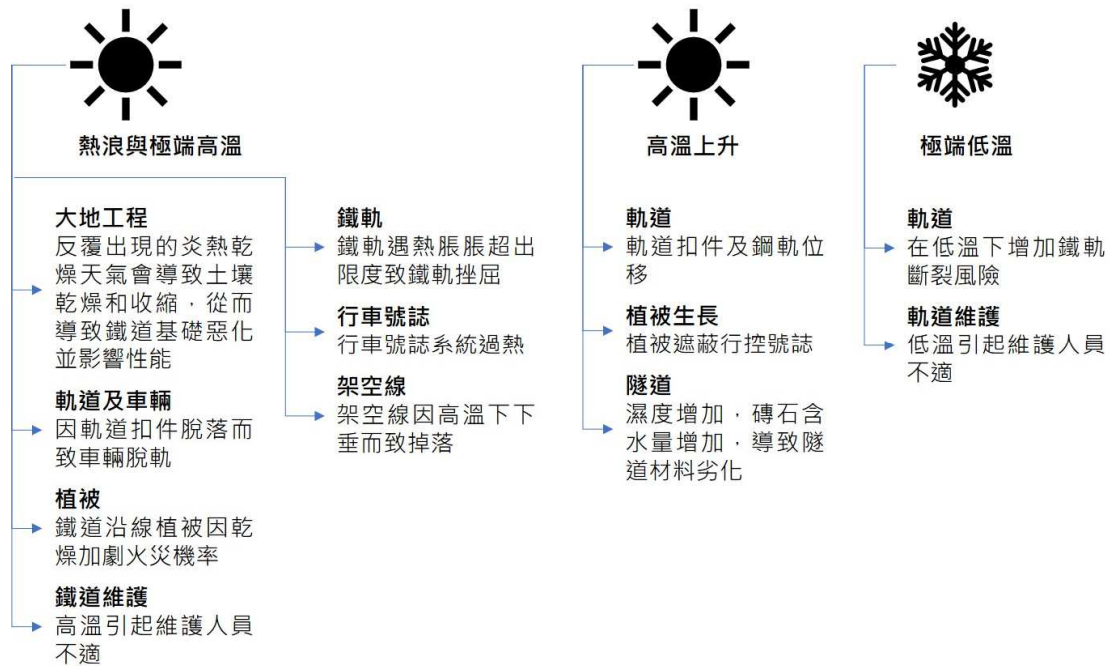 熱浪與極端高溫
大地工程
反覆出現的炎熱乾
燥天氣會導致土壤
乾燥和收縮，從而
導致鐵道基礎惡化
並影響性能
軌道及車輛
因軌道扣件脫落而
致車輛脫軌
植被
鐵道沿線植被因乾
燥加劇火災機率
鐵道維護
高溫引起維護人員
不適
鐵軌
鐵軌遇熱脹脹超出
限度致鐵軌挫屈
行車號誌
行車號誌系統過熱
架空線
架空線因高溫下下
垂而致掉落
高溫上升
軌道
軌道扣件及鋼軌位
移
植被生長
植被遮蔽行控號誌
隧道
濕度增加，磚石含
水量增加，導致隧
道材料劣化
極端低溫
軌道
在低溫下增加鐵軌
斷裂風險
軌道維護
低溫引起維護人員
不適